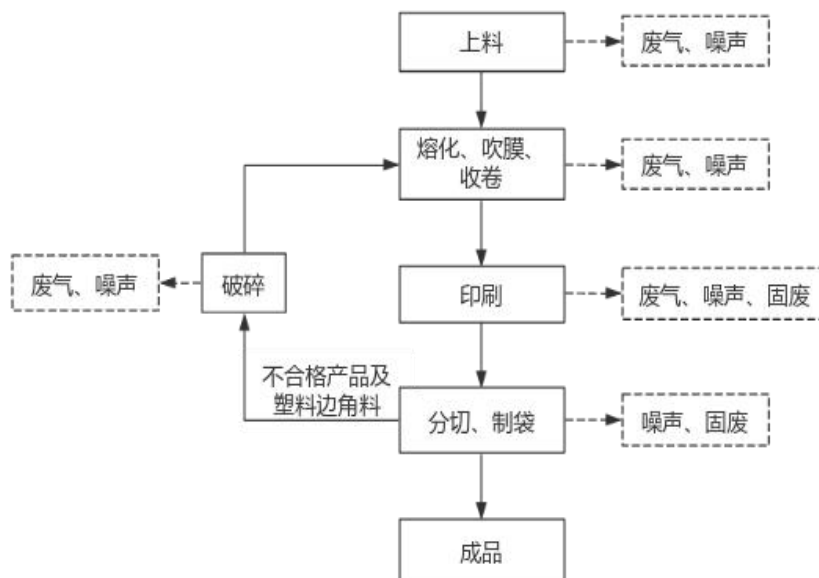 上料
废气、噪声
熔化、吹膜、
收卷
废气、噪声
废气、噪声
破碎
印刷
废气、噪声、固废
不合格产品及
塑料边角料
分切、制袋
噪声、固废
成品